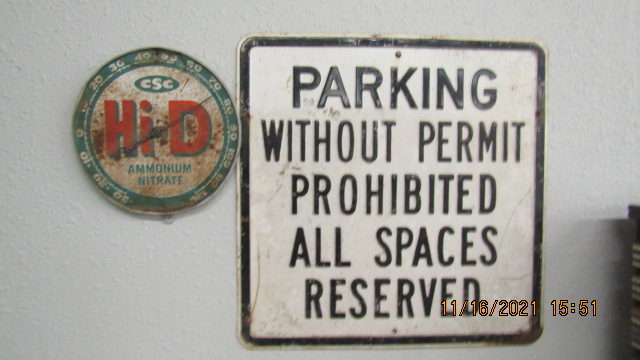 CSC
Hi-D
AMMONIUM
NITRATE
PARKING
WITHOUT PERMIT
PROHIBITED
ALL SPACES
RESERVED
11/16/2021 15:51